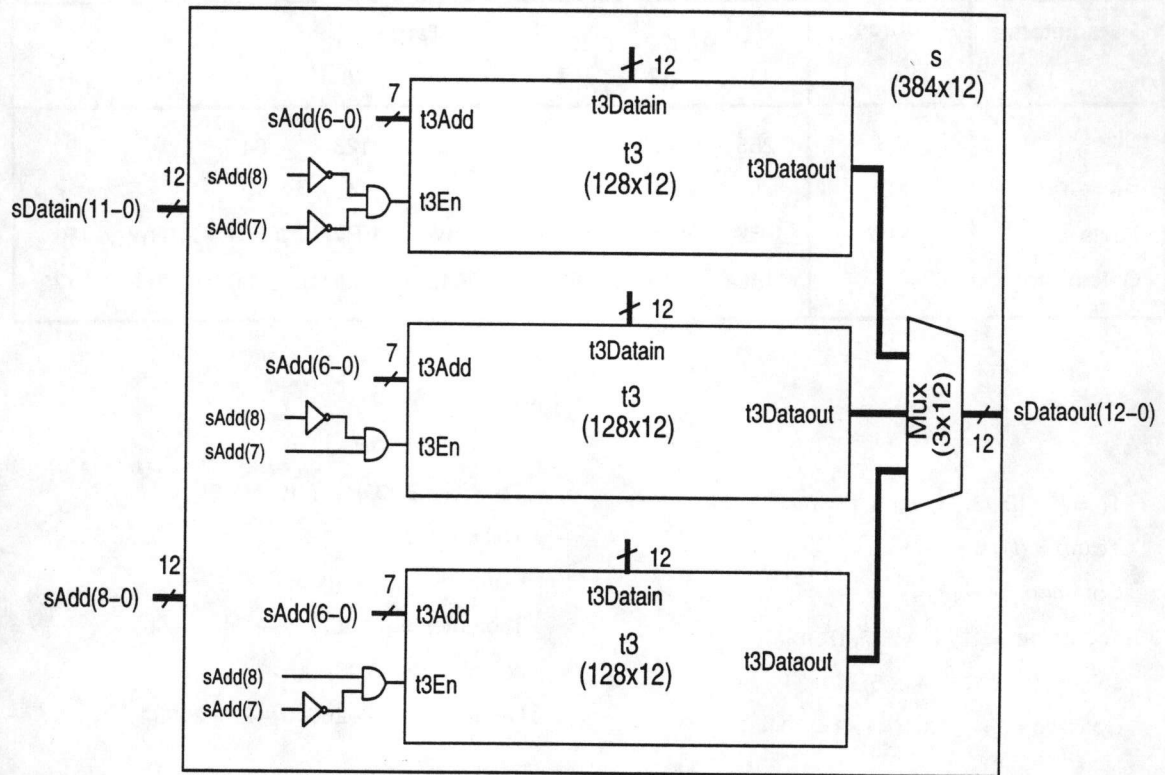 s
(384x12)
12
t3Datain
7
sAdd(6–0)
t3Add
t3
(128x12)
t3Dataout
sAdd(8)
t3En
sAdd(7)
12
sDatain(11–0)
12
t3Datain
7
sAdd(6–0)
t3Add
t3
(128x12)
t3Dataout
sAdd(8)
t3En
sAdd(7)
Mux
(3x12)
12
sDataout(12–0)
12
sAdd(8–0)
12
t3Datain
7
sAdd(6–0)
t3Add
t3
(128x12)
t3Dataout
sAdd(8)
t3En
sAdd(7)